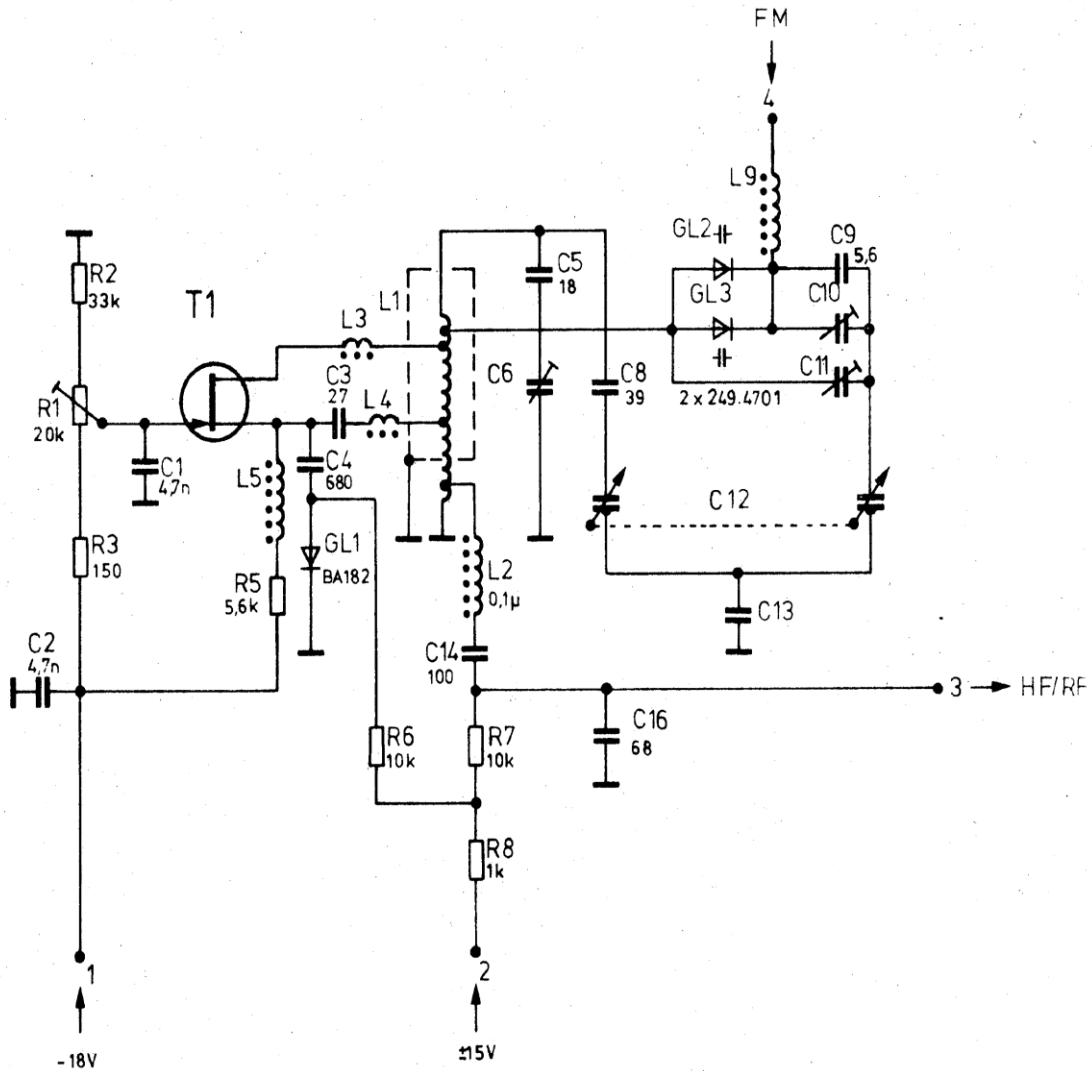 FM
4
L9
GL2
C9
5,6
R2
33k
T1
L1
C5
18
GL3
C10
L3
C3
27
L4
C6
C8
39
C11
2 x 249.4701
R1
20k
C1
4,7n
L5
C4
680
C12
R3
150
GL1
BA182
L2
0,1µ
R5
5,6k
C13
C2
4,7n
C14
100
3
HF/RF
R6
10k
R7
10k
C16
68
R8
1k
1
2
-18V
±15V